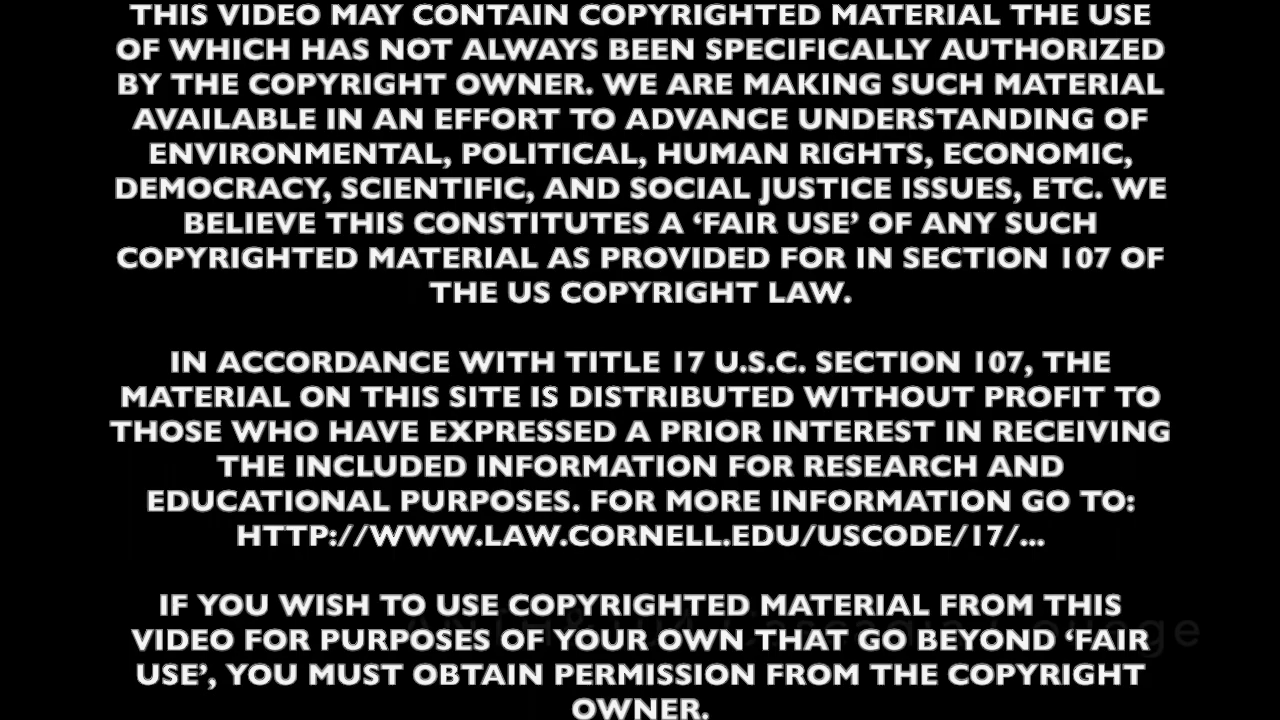 THIS VIDEO MAY CONTAIN COPYRIGHTED MATERIAL THE USE
OF WHICH HAS NOT ALWAYS BEEN SPECIFICALLY AUTHORIZED
BY THE COPYRIGHT OWNER. WE ARE MAKING SUCH MATERIAL
AVAILABLE IN AN EFFORT TO ADVANCE UNDERSTANDING OF
ENVIRONMENTAL, POLITICAL, HUMAN RIGHTS, ECONOMIC,
DEMOCRACY, SCIENTIFIC, AND SOCIAL JUSTICE ISSUES, ETC. WE
BELIEVE THIS CONSTITUTES A ‘FAIR USE’ OF ANY SUCH
COPYRIGHTED MATERIAL AS PROVIDED FOR IN SECTION 107 OF
THE US COPYRIGHT LAW.
IN ACCORDANCE WITH TITLE 17 U.S.C. SECTION 107, THE
MATERIAL ON THIS SITE IS DISTRIBUTED WITHOUT PROFIT TO
THOSE WHO HAVE EXPRESSED A PRIOR INTEREST IN RECEIVING
THE INCLUDED INFORMATION FOR RESEARCH AND
EDUCATIONAL PURPOSES. FOR MORE INFORMATION GO TO:
HTTP://WWW.LAW.CORNELL.EDU/USCODE/17/...
IF YOU WISH TO USE COPYRIGHTED MATERIAL FROM THIS
VIDEO FOR PURPOSES OF YOUR OWN THAT GO BEYOND ‘FAIR
USE’, YOU MUST OBTAIN PERMISSION FROM THE COPYRIGHT
OWNER.